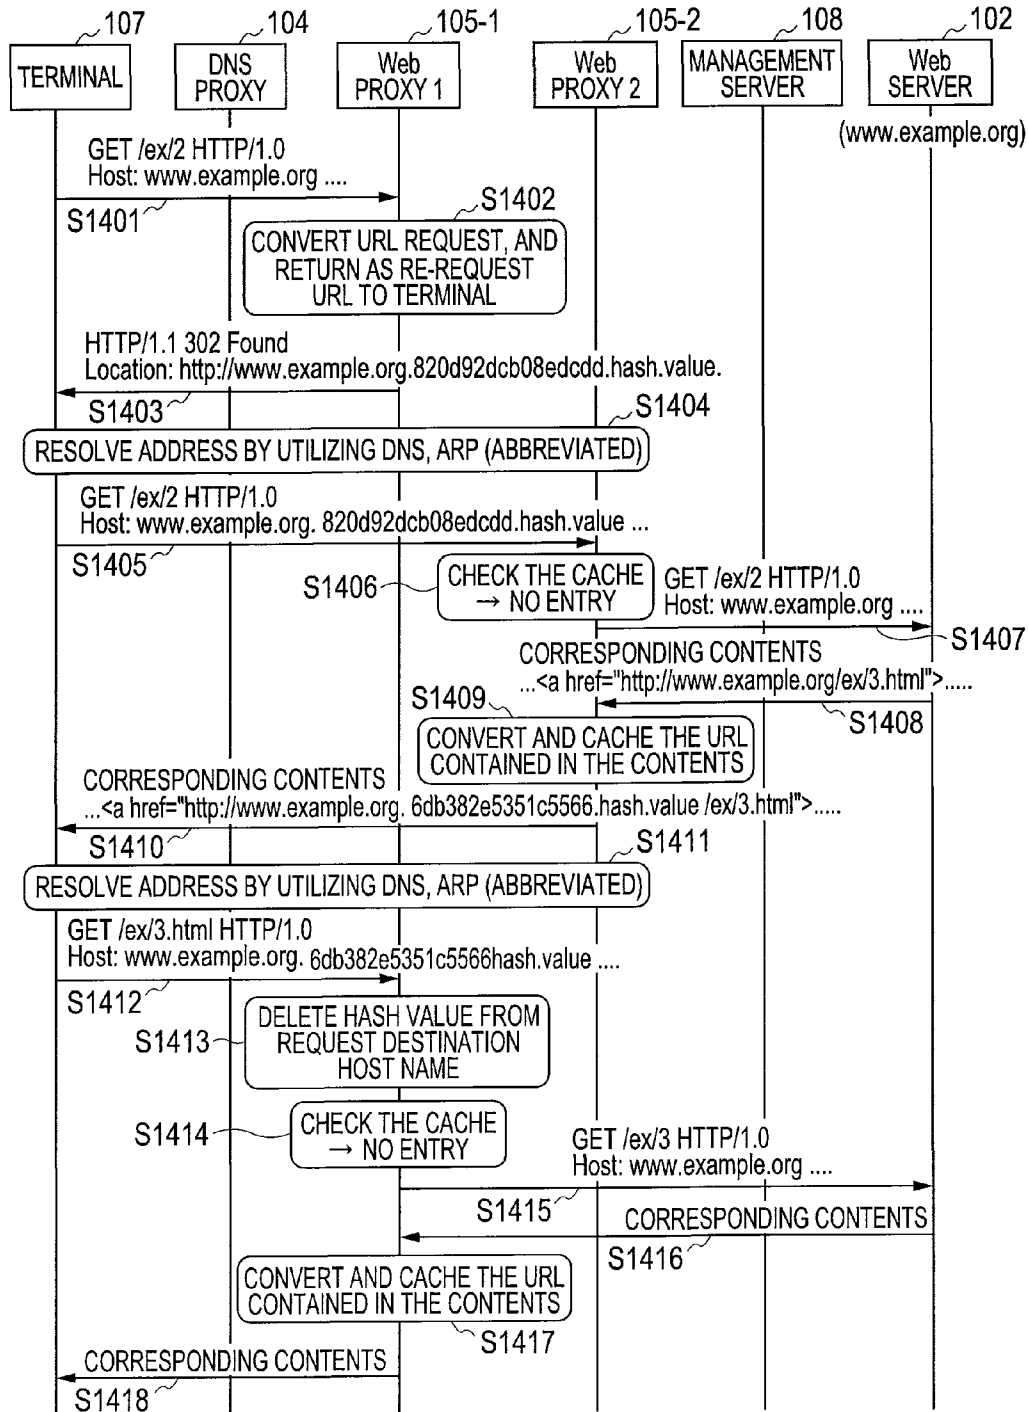 107
104
105-1
105-2
108
102
TERMINAL
DNS
PROXY
Web
PROXY 1
Web
PROXY 2
MANAGEMENT
SERVER
Web
SERVER
(www.example.org)
GET /ex/2 HTTP/1.0
Host: www.example.org ....
S1401
S1402
CONVERT URL REQUEST, AND
RETURN AS RE-REQUEST
URL TO TERMINAL
HTTP/1.1 302 Found
Location: http://www.example.org.820d92dcb08edcdd.hash.value.
S1403
S1404
RESOLVE ADDRESS BY UTILIZING DNS, ARP (ABBREVIATED)
GET /ex/2 HTTP/1.0
Host: www.example.org. 820d92dcb08edcdd.hash.value ...
S1405
S1406
CHECK THE CACHE
→ NO ENTRY
GET /ex/2 HTTP/1.0
Host: www.example.org ....
S1407
CORRESPONDING CONTENTS
...<a href="http://www.example.org/ex/3.html">.....
S1408
S1409
CONVERT AND CACHE THE URL
CONTAINED IN THE CONTENTS
CORRESPONDING CONTENTS
...<a href="http://www.example.org. 6db382e5351c5566.hash.value /ex/3.html">.....
S1410
S1411
RESOLVE ADDRESS BY UTILIZING DNS, ARP (ABBREVIATED)
GET /ex/3.html HTTP/1.0
Host: www.example.org. 6db382e5351c5566hash.value ....
S1412
S1413
DELETE HASH VALUE FROM
REQUEST DESTINATION
HOST NAME
S1414
CHECK THE CACHE
→ NO ENTRY
GET /ex/3 HTTP/1.0
Host: www.example.org ....
S1415
CORRESPONDING CONTENTS
S1416
CONVERT AND CACHE THE URL
CONTAINED IN THE CONTENTS
S1417
CORRESPONDING CONTENTS
S1418